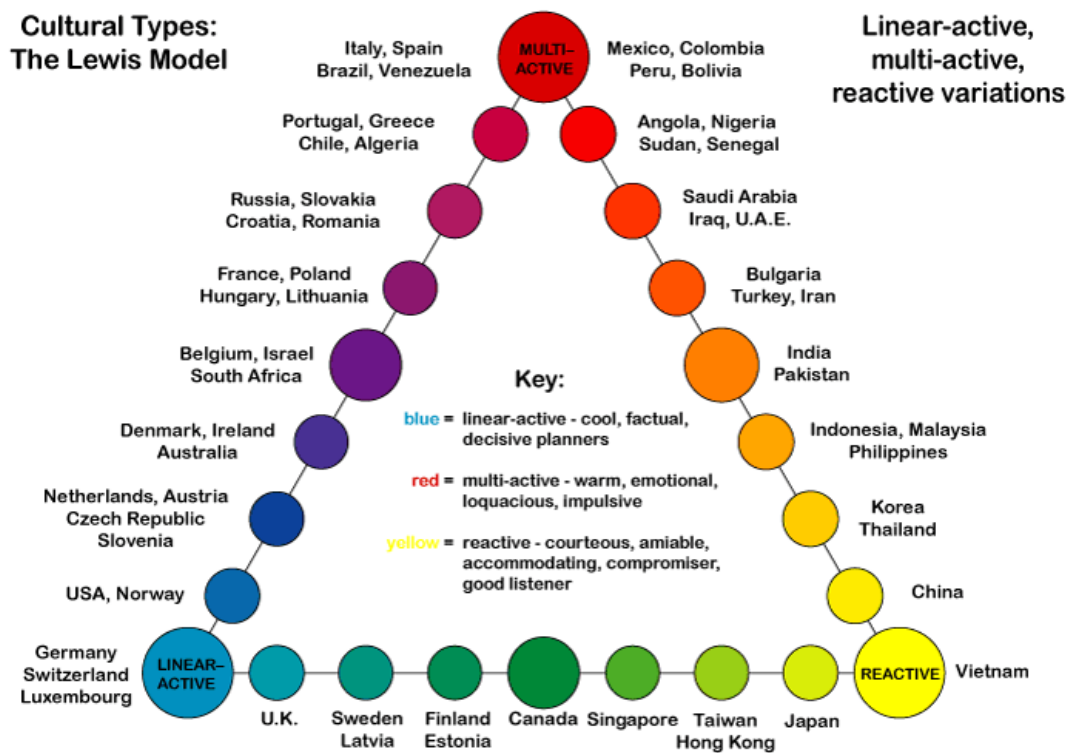 Cultural Types:
The Lewis Model
Linear-active,
multi-active,
reactive variations
MULTI-
ACTIVE
Italy, Spain
Brazil, Venezuela
Mexico, Colombia
Peru, Bolivia
Portugal, Greece
Chile, Algeria
Angola, Nigeria
Sudan, Senegal
Russia, Slovakia
Croatia, Romania
Saudi Arabia
Iraq, U.A.E.
France, Poland
Hungary, Lithuania
Bulgaria
Turkey, Iran
Belgium, Israel
South Africa
India
Pakistan
Key:
blue = linear-active - cool, factual,
decisive planners
red = multi-active - warm, emotional,
loquacious, impulsive
yellow = reactive - courteous, amiable,
accommodating, compromiser,
good listener
Denmark, Ireland
Australia
Indonesia, Malaysia
Philippines
Netherlands, Austria
Czech Republic
Slovenia
Korea
Thailand
USA, Norway
China
Germany
Switzerland
Luxembourg
LINEAR-
ACTIVE
REACTIVE
Vietnam
U.K.
Sweden
Latvia
Finland
Estonia
Canada
Singapore
Taiwan
Hong Kong
Japan